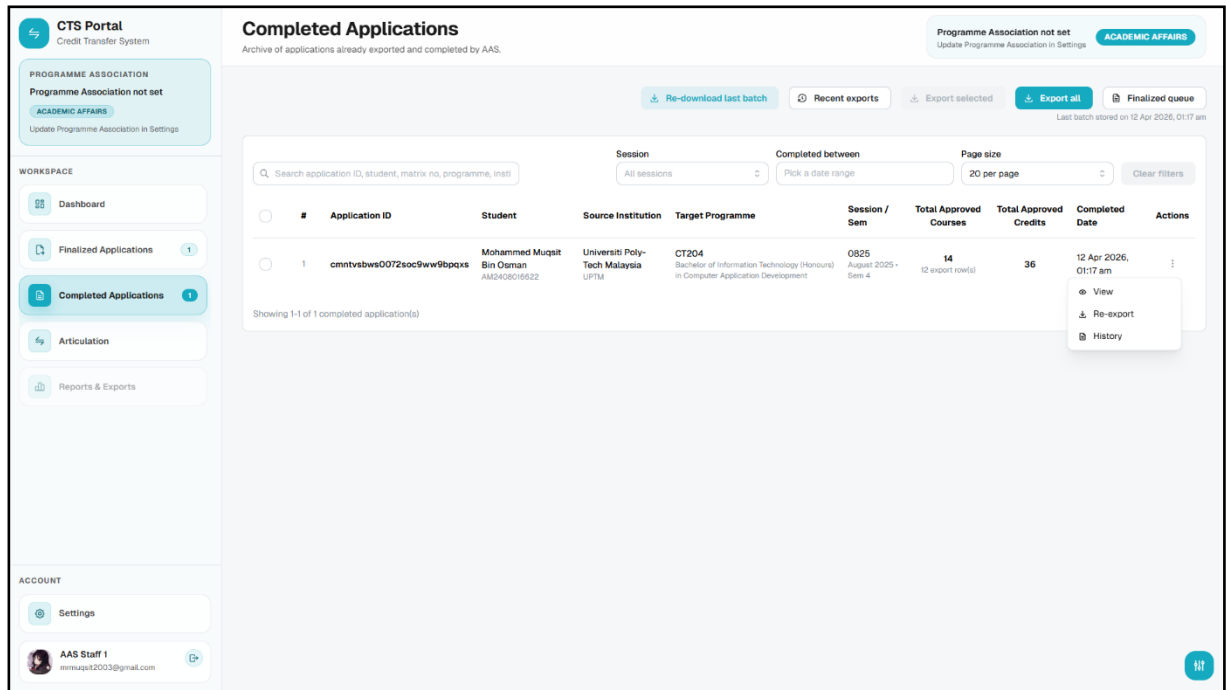 CTS Portal
Credit Transfer System
PROGRAMME ASSOCIATION
Programme Association not set
ACADEMIC AFFAIRS
Update Programme Association in Settings
WORKSPACE
Dashboard
Finalized Applications 1
Completed Applications 1
Articulation
Reports & Exports
ACCOUNT
Settings
AAS Staff 1
mrmuqsit2003@gmail.com
Completed Applications
Archive of applications already exported and completed by AAS.
Programme Association not set
Update Programme Association in Settings
ACADEMIC AFFAIRS
Re-download last batch Recent exports Export selected Export all Finalized queue
Last batch stored on 12 Apr 2026, 01:17 am
Session Completed between Page size
Search application ID, student, matrix no, programme, insti All sessions Pick a date range 20 per page Clear filters
# Application ID Student Source Institution Target Programme Session / Sem Total Approved Courses Total Approved Credits Completed Date Actions
1 cmntvsbws0072soc9ww9bpqxs
Mohammed Muqsit
Bin Osman
AM2408016622
Universiti Poly-
Tech Malaysia
UPTM
CT204
Bachelor of Information Technology (Honours)
in Computer Application Development
0825
August 2025 •
Sem 4
14
12 export row(s)
36
12 Apr 2026,
01:17 am
View
Re-export
History
Showing 1-1 of 1 completed application(s)